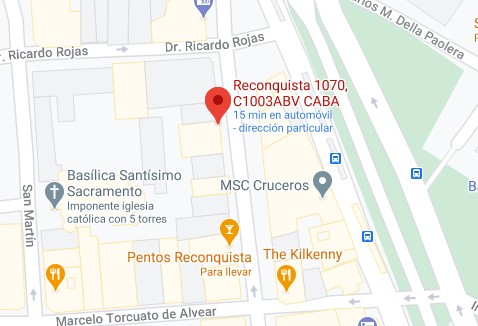 Dr. Ricardo Rojas
Dr. Ricardo Rojas
os M. Della Paolera
Reconquista 1070,
C1003ABV CABA
15 min en automóvil
- dirección particular
Basílica Santísimo
Sacramento
Imponente iglesia
católica con 5 torres
MSC Cruceros
San Martín
Pentos Reconquista
Para llevar
The Kilkenny
Marcelo Torcuato de Alvear